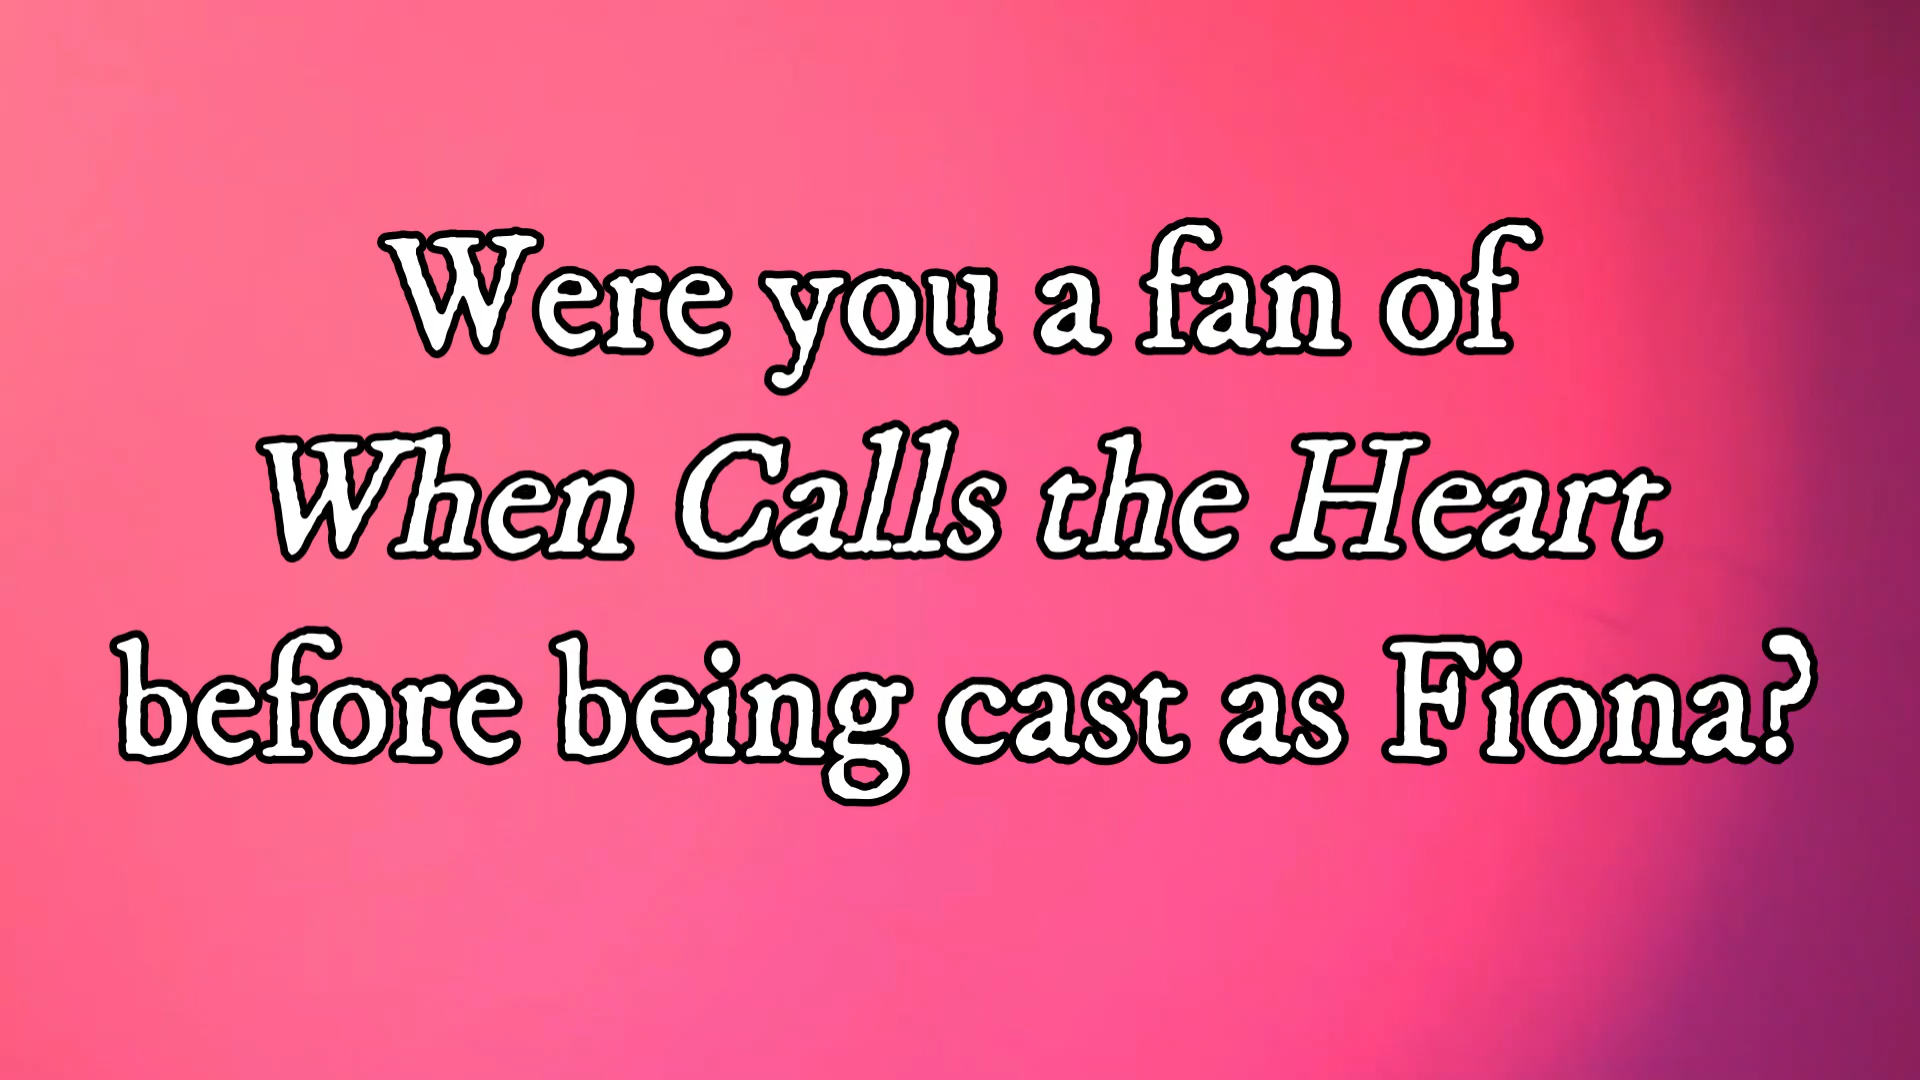 Were you a fan of
When Calls the Heart
before being cast as Fiona?